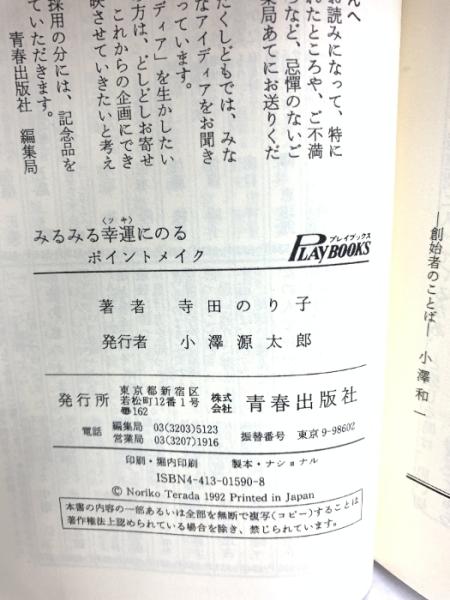 んへ
お読みになって、特に
れたところや、ご不満
うなど、忌憚のないご
集局あてにお送りくだ
たくしどもでは、みな
なアイディアをお聞き
っています。
ディア」を生かしたい
方は、どしどしお寄せ
これからの企画にでき
映させていきたいと考え
採用の分には、記念品を
ていただきます。
青春出版社 編集局
みるみる幸運にのる
(ツキ)
ポイントメイク
プレイブックス
PLAYBOOKS
著者 寺田のり子
発行者 小澤源太郎
発行所 東京都新宿区
若松町12番1号
〠162
株式
会社 青春出版社
電話 編集局 03(3203)5123
営業局 03(3207)1916
振替番号 東京9-98602
印刷・堀内印刷 製本・ナショナル
ISBN4-413-01590-8
© Noriko Terada 1992 Printed in Japan
本書の内容の一部あるいは全部を無断で複写(コピー)することは
著作権法上認められている場合を除き、禁じられています。
―創始者のことば― 小澤和一